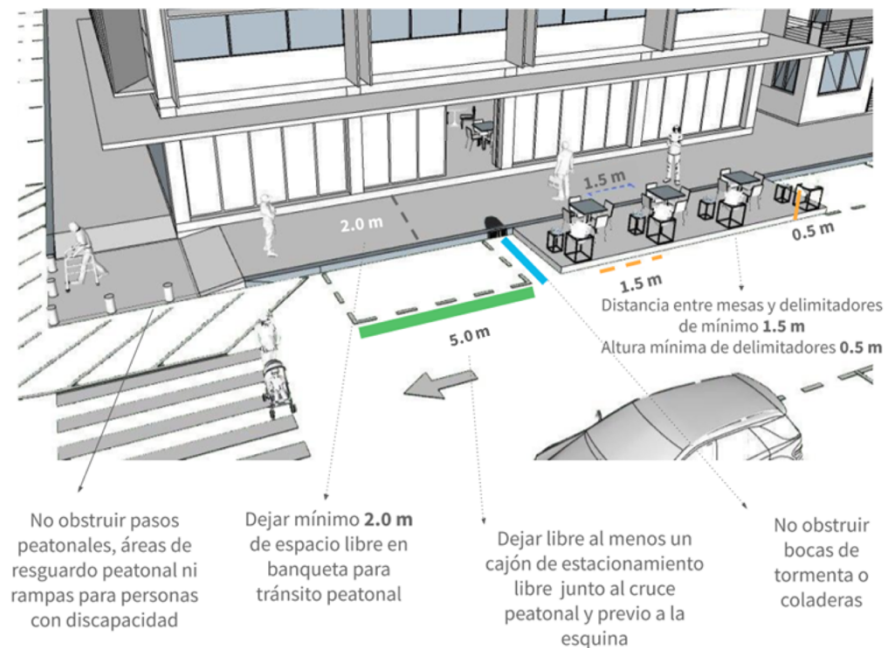 1.5 m
2.0 m
0.5 m
1.5 m
Distancia entre mesas y delimitadores
de mínimo 1.5 m
Altura mínima de delimitadores 0.5 m
5.0 m
No obstruir pasos
peatonales, áreas de
resguardo peatonal ni
rampas para personas
con discapacidad
Dejar mínimo 2.0 m
de espacio libre en
banqueta para
tránsito peatonal
Dejar libre al menos un
cajón de estacionamiento
libre junto al cruce
peatonal y previo a la
esquina
No obstruir
bocas de
tormenta o
coladeras